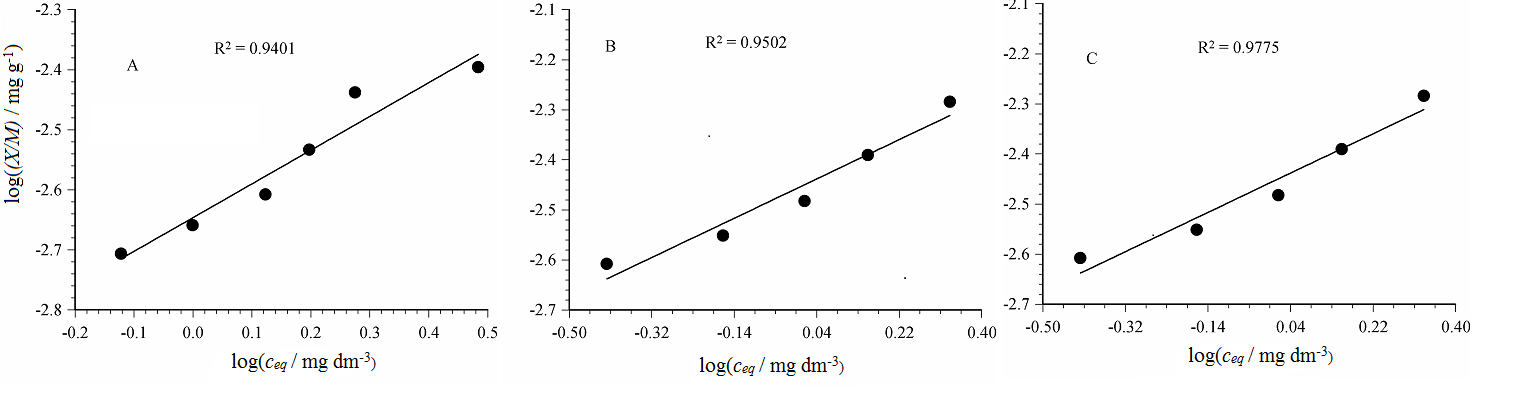 -2.3
-2.4
-2.5
-2.6
-2.7
-2.8
-0.2 -0.1 0.0 0.1 0.2 0.3 0.4 0.5
log((X/M) / mg g⁻¹)
A
R² = 0.9401
log(c_eq / mg dm⁻³)
-2.1
-2.2
-2.3
-2.4
-2.5
-2.6
-2.7
-0.50 -0.32 -0.14 0.04 0.22 0.40
B
R² = 0.9502
log(c_eq / mg dm⁻³)
-2.1
-2.2
-2.3
-2.4
-2.5
-2.6
-2.7
-0.50 -0.32 -0.14 0.04 0.22 0.40
C
R² = 0.9775
log(c_eq / mg dm⁻³)